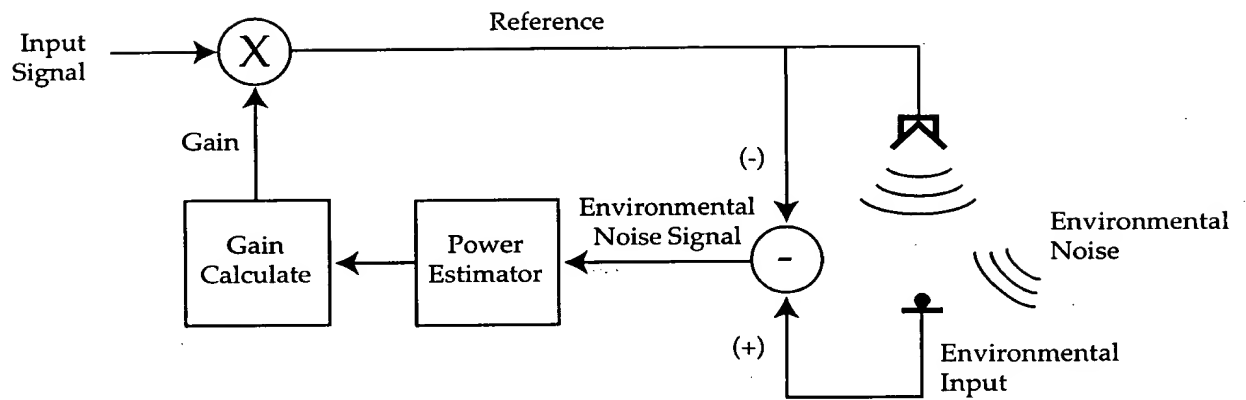 Reference
Input
Signal
X
Gain
(-)
Environmental
Noise Signal
Environmental
Noise
Gain
Calculate
Power
Estimator
-
(+)
Environmental
Input